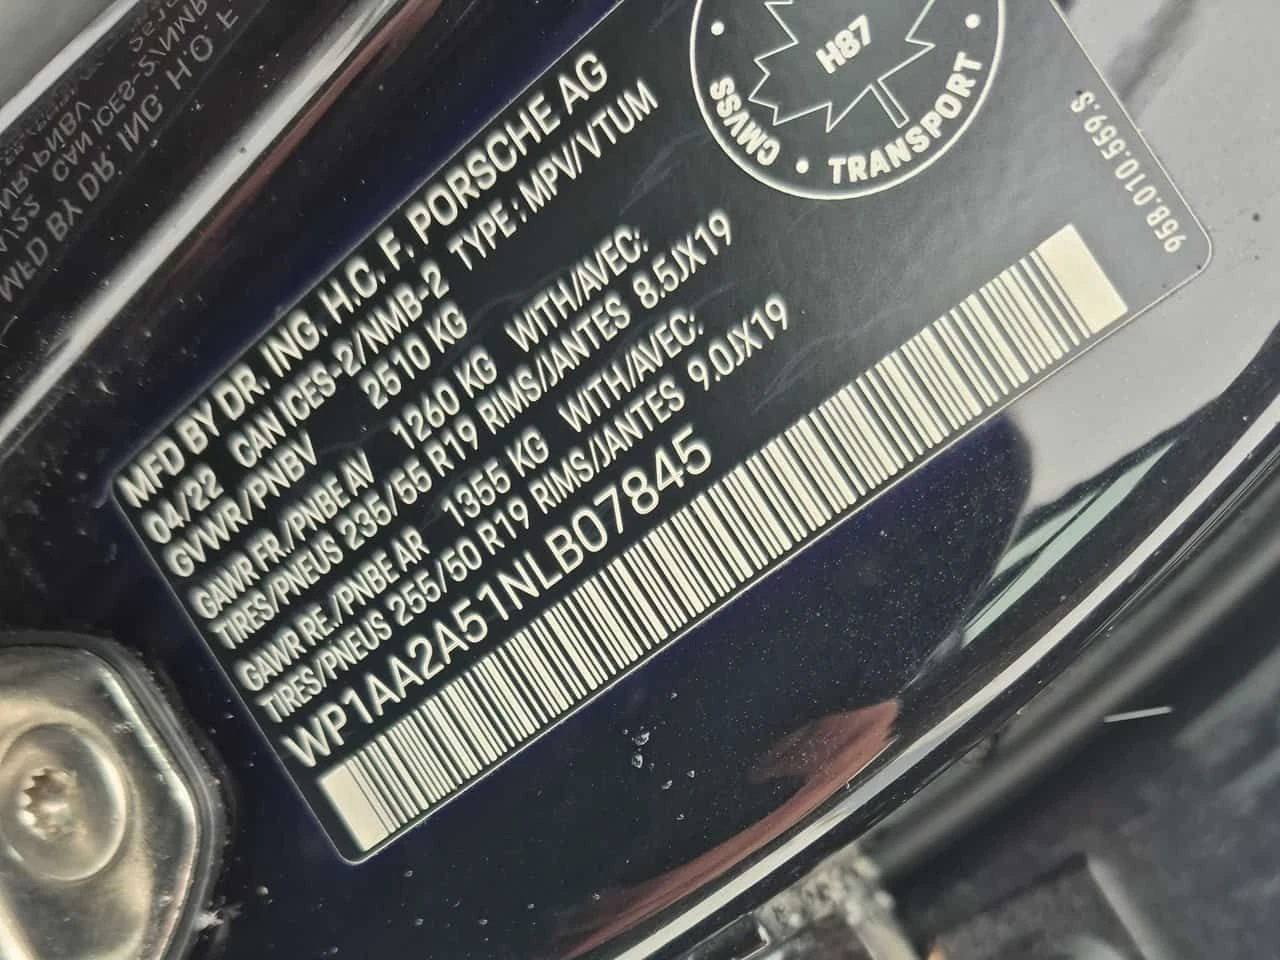 MFD BY DR. ING. H.C. F. PORSCHE AG
04/22 CAN ICES-2/NMB-2 TYPE : MPV/VTUM
GVWR/PNBV 2510 KG
GAWR FR./PNBE AV 1260 KG WITH/AVEC:
TIRES/PNEUS 235/55 R19 RIMS/JANTES 8.5JX19
GAWR RE./PNBE AR 1355 KG WITH/AVEC:
TIRES/PNEUS 255/50 R19 RIMS/JANTES 9.0JX19
WP1AA2A51NLB07845
H87
CMVSS • TRANSPORT •
95B.010.559.S